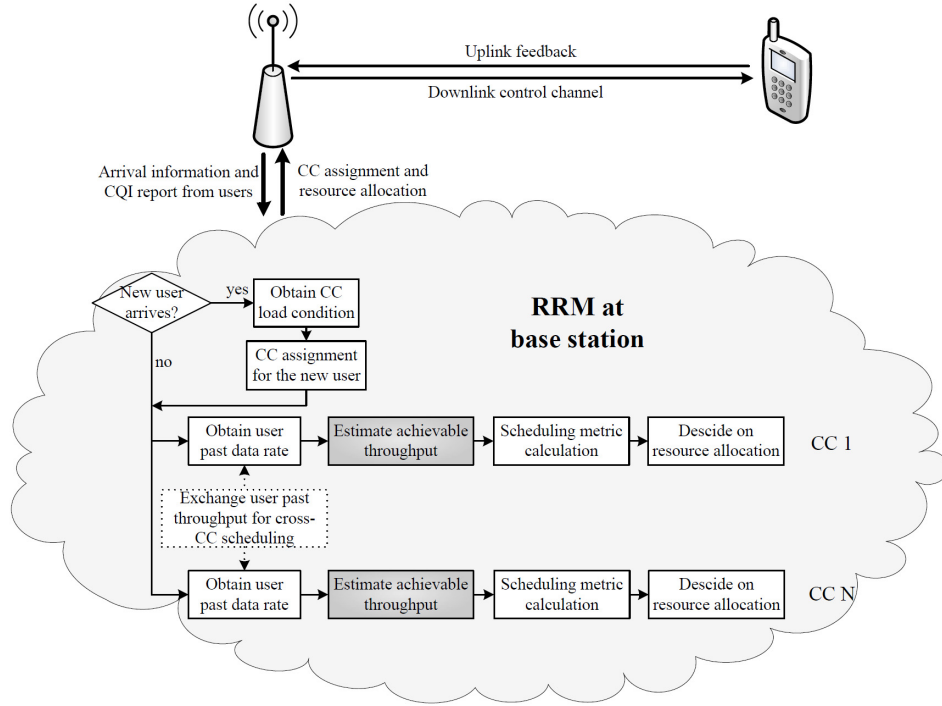 Uplink feedback
Downlink control channel
Arrival information and
CQI report from users
CC assignment and
resource allocation
New user
arrives?
yes
Obtain CC
load condition
RRM at
base station
no
CC assignment
for the new user
Obtain user
past data rate
Estimate achievable
throughput
Scheduling metric
calculation
Descide on
resource allocation
CC 1
Exchange user past
throughput for cross-
CC scheduling
Obtain user
past data rate
Estimate achievable
throughput
Scheduling metric
calculation
Descide on
resource allocation
CC N